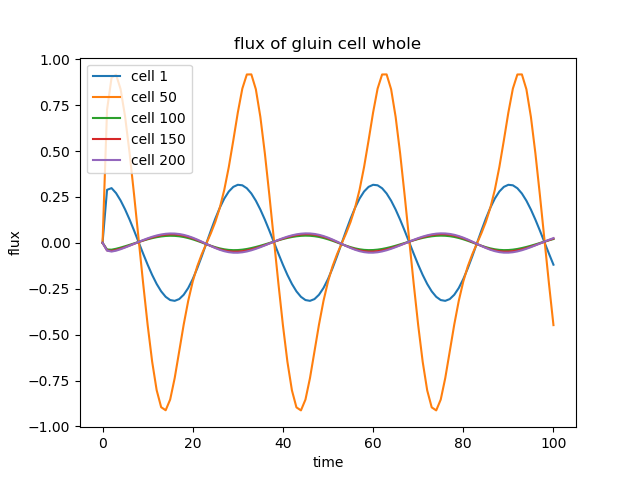 flux of gluin cell whole
cell 1
cell 50
cell 100
cell 150
cell 200
1.00
0.75
0.50
0.25
0.00
−0.25
−0.50
−0.75
−1.00
flux
0 20 40 60 80 100
time